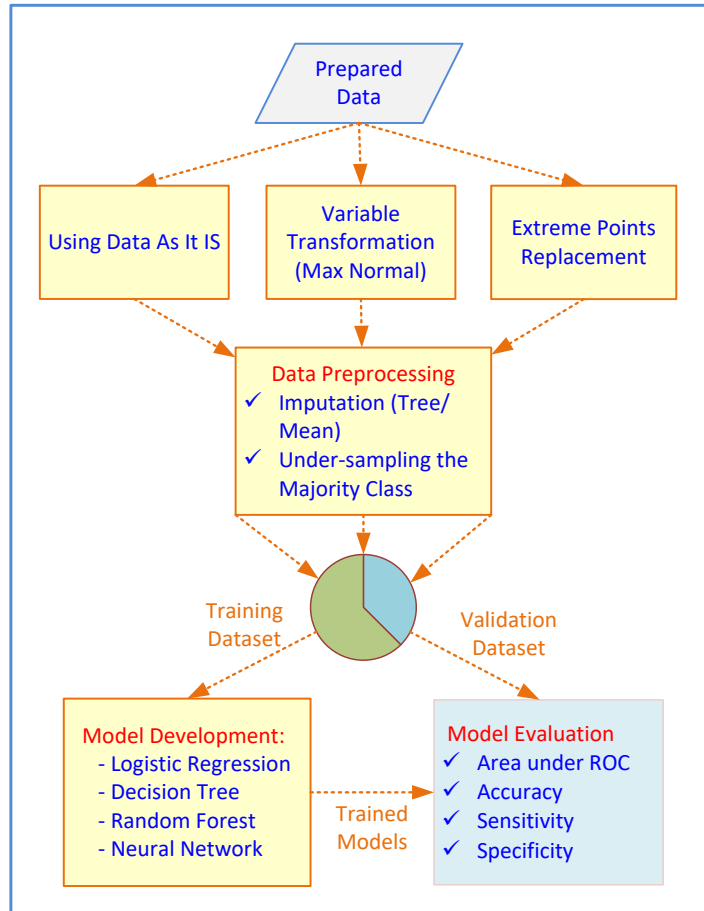 Prepared
Data
Using Data As It IS
Variable
Transformation
(Max Normal)
Extreme Points
Replacement
Data Preprocessing
✓ Imputation (Tree/
Mean)
✓ Under-sampling the
Majority Class
Training
Dataset
Validation
Dataset
Model Development:
- Logistic Regression
- Decision Tree
- Random Forest
- Neural Network
Trained
Models
Model Evaluation
✓ Area under ROC
✓ Accuracy
✓ Sensitivity
✓ Specificity